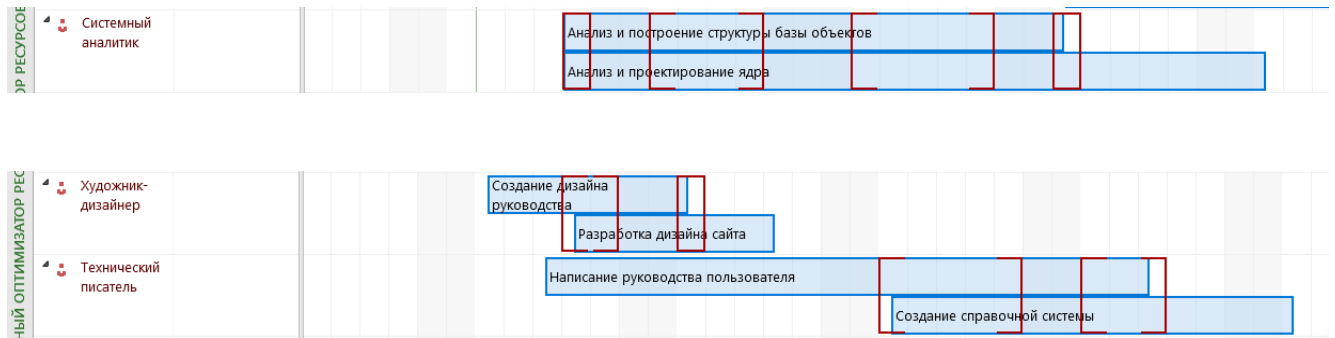 ОР РЕСУРСОВ
Системный
аналитик
Анализ и построение структуры базы объектов
Анализ и проектирование ядра
НЫЙ ОПТИМИЗАТОР РЕС
Художник-
дизайнер
Создание дизайна
руководства
Разработка дизайна сайта
Технический
писатель
Написание руководства пользователя
Создание справочной системы